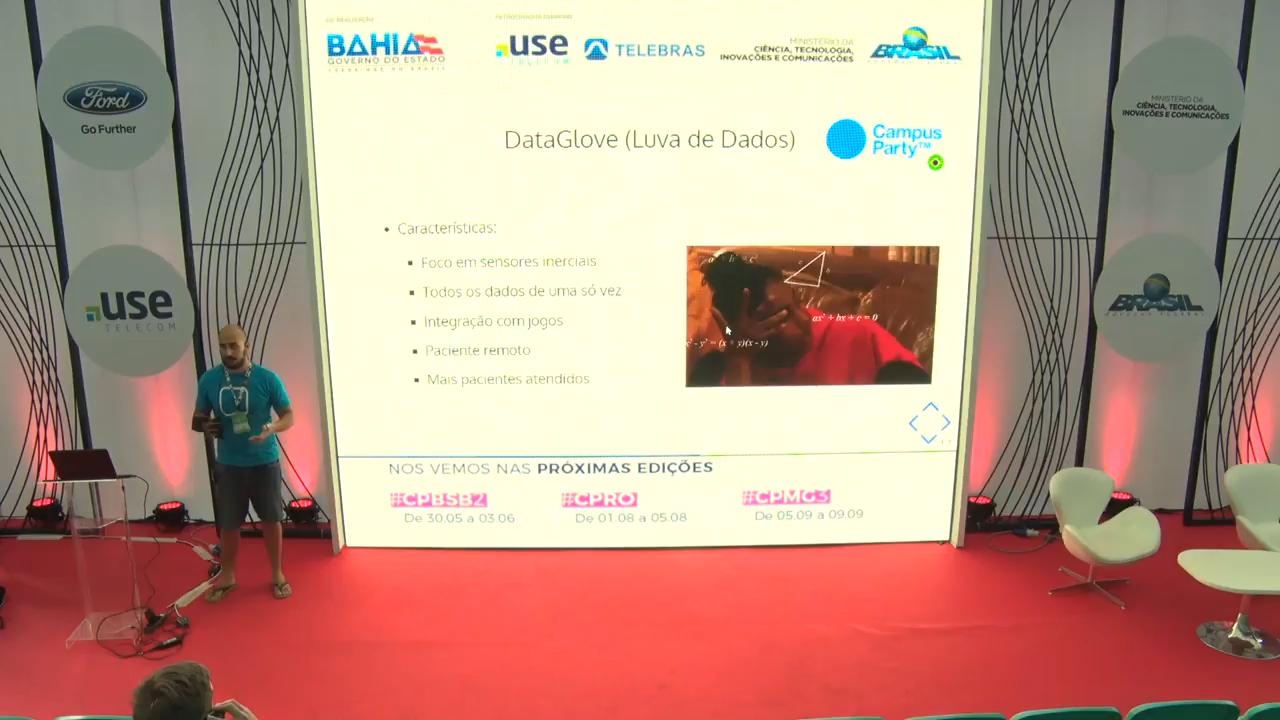 BAHIA
GOVERNO DO ESTADO
use
TELECOM
TELEBRAS
MINISTÉRIO DA
CIÊNCIA, TECNOLOGIA,
INOVAÇÕES E COMUNICAÇÕES
BRASIL
Ford
Go Further
MINISTÉRIO DA
CIÊNCIA, TECNOLOGIA,
INOVAÇÕES E COMUNICAÇÕES
DataGlove (Luva de Dados)
Campus
Party™
• Características:
▪ Foco em sensores inerciais
▪ Todos os dados de uma só vez
▪ Integração com jogos
▪ Paciente remoto
▪ Mais pacientes atendidos
ax² + bx + c = 0
x² - y² = (x + y)(x - y)
use
TELECOM
BRASIL
NOS VEMOS NAS PRÓXIMAS EDIÇÕES
#CPBSB2
#CPRO
#CPMG3
De 30.05 a 03.06
De 01.08 a 05.08
De 05.09 a 09.09